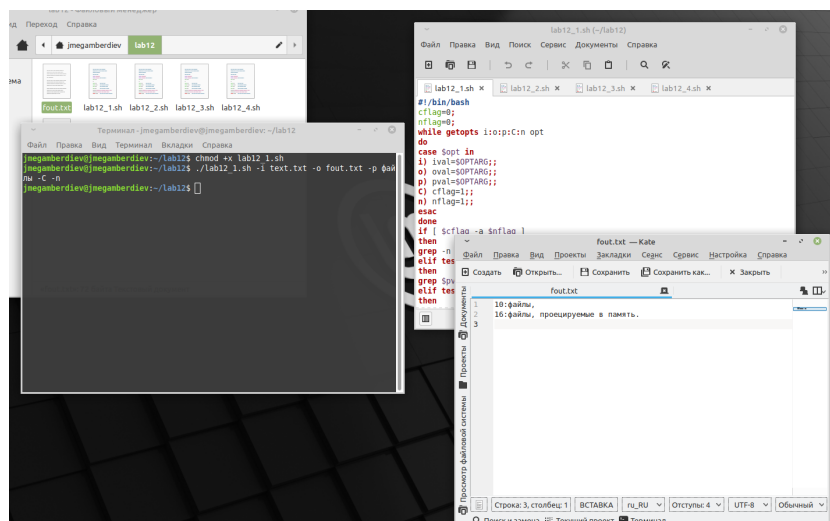 Переход Справка
jmegamberdiev lab12
fout.txt lab12_1.sh lab12_2.sh lab12_3.sh lab12_4.sh
Терминал - jmegamberdiev@jmegamberdiev: ~/lab12
Файл Правка Вид Терминал Вкладки Справка
jmegamberdiev@jmegamberdiev:~/lab12$ chmod +x lab12_1.sh
jmegamberdiev@jmegamberdiev:~/lab12$ ./lab12_1.sh -i text.txt -o fout.txt -p фай
лы -C -n
jmegamberdiev@jmegamberdiev:~/lab12$
lab12_1.sh (~/lab12)
Файл Правка Вид Поиск Сервис Документы Справка
lab12_1.sh lab12_2.sh lab12_3.sh lab12_4.sh
#!/bin/bash
cflag=0;
nflag=0;
while getopts i:o:p:C:n opt
do
case $opt in
i) ival=$OPTARG;;
o) oval=$OPTARG;;
p) pval=$OPTARG;;
C) cflag=1;;
n) nflag=1;;
esac
done
if [ $cflag -a $nflag ]
then
grep -n
elif tes
then
grep $pv
elif tes
then
fout.txt — Kate
Файл Правка Вид Проекты Закладки Сеанс Сервис Настройка Справка
Создать Открыть... Сохранить Сохранить как... Закрыть
fout.txt
1 10:файлы,
2 16:файлы, проецируемые в память.
3
Документы
Проекты
Просмотр файловой системы
Строка: 3, столбец: 1 ВСТАВКА ru_RU Отступы: 4 UTF-8 Обычный
Поиск и замена Текущий проект Терминал